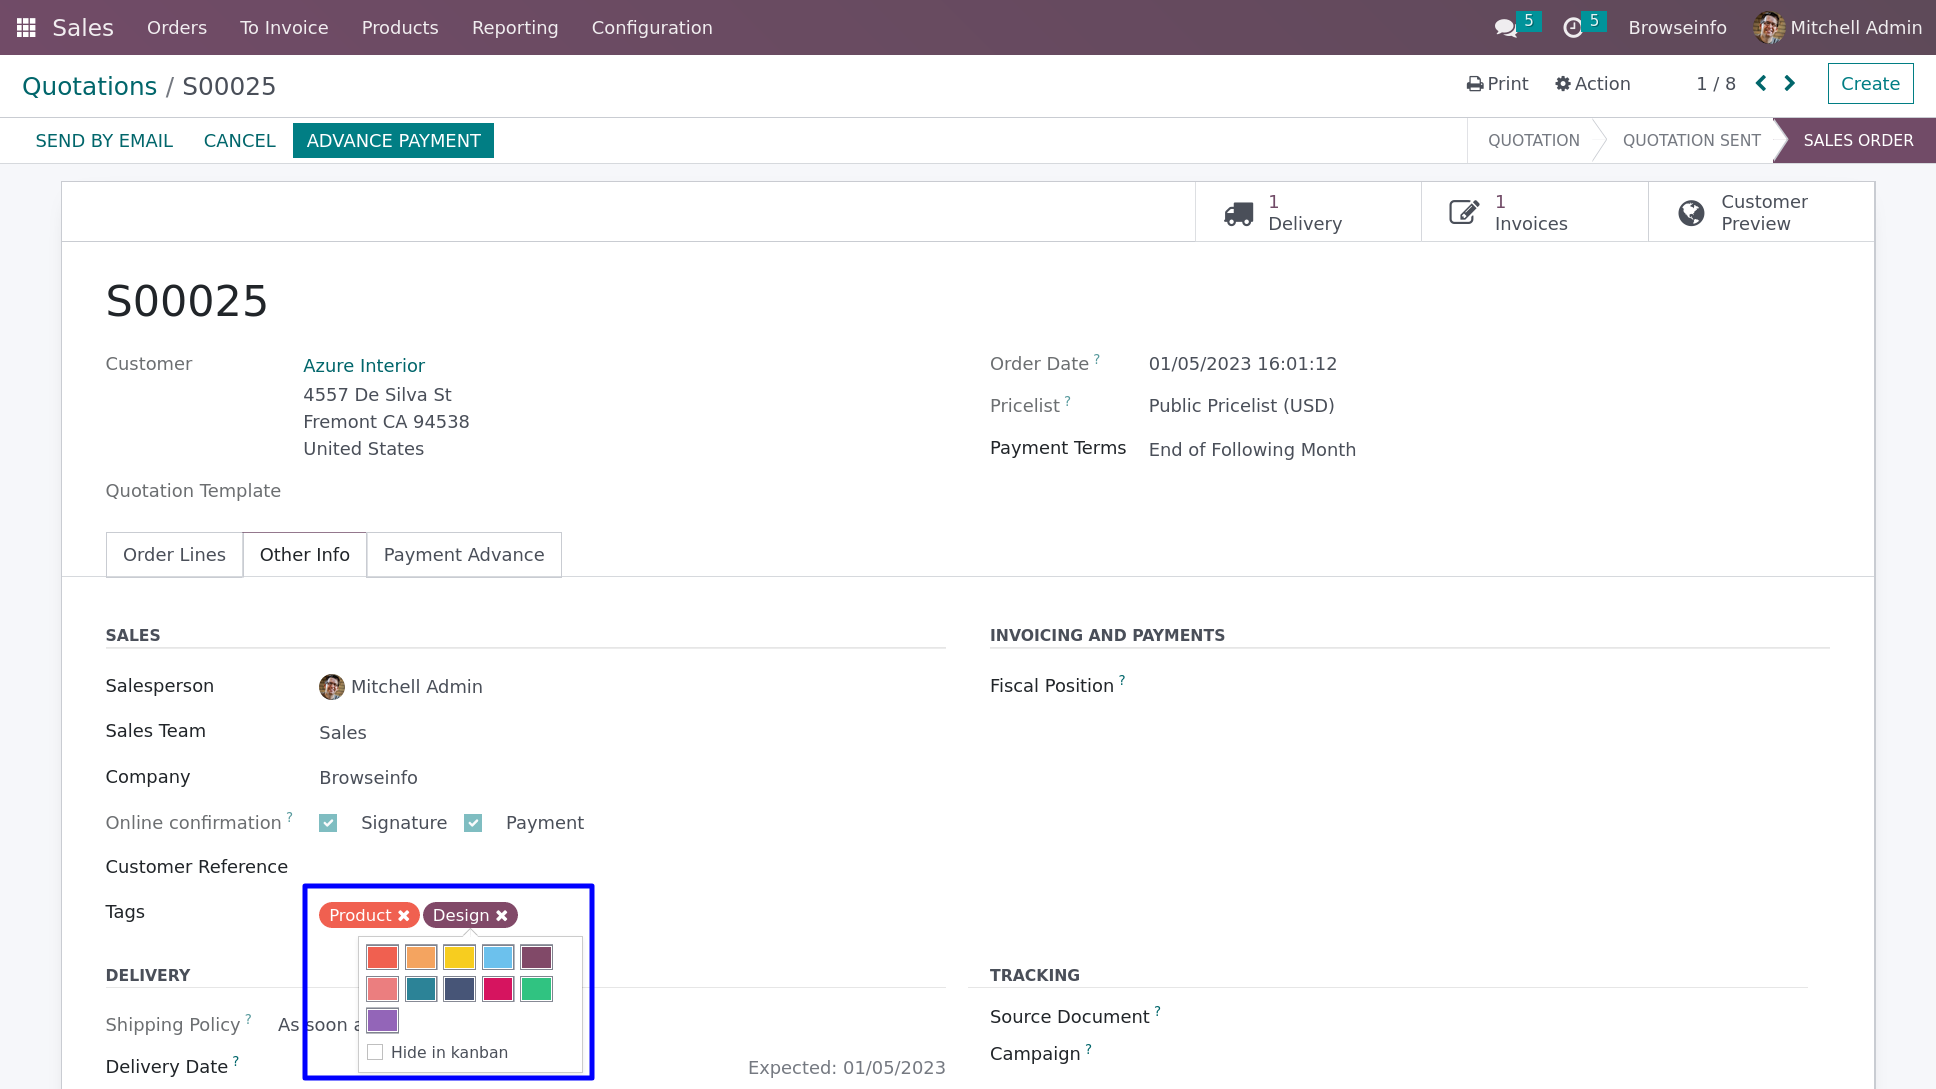 Sales Orders To Invoice Products Reporting Configuration 5 5 Browseinfo Mitchell Admin
Quotations / S00025 Print Action 1 / 8 Create
SEND BY EMAIL CANCEL ADVANCE PAYMENT QUOTATION QUOTATION SENT SALES ORDER
1 Delivery
1 Invoices
Customer Preview
S00025
Customer Azure Interior
4557 De Silva St
Fremont CA 94538
United States
Quotation Template
Order Date ? 01/05/2023 16:01:12
Pricelist ? Public Pricelist (USD)
Payment Terms End of Following Month
Order Lines Other Info Payment Advance
SALES
Salesperson Mitchell Admin
Sales Team Sales
Company Browseinfo
Online confirmation ? Signature Payment
Customer Reference
Tags Product Design
Hide in kanban
INVOICING AND PAYMENTS
Fiscal Position ?
DELIVERY
Shipping Policy ? As soon a
Delivery Date ? Expected: 01/05/2023
TRACKING
Source Document ?
Campaign ?